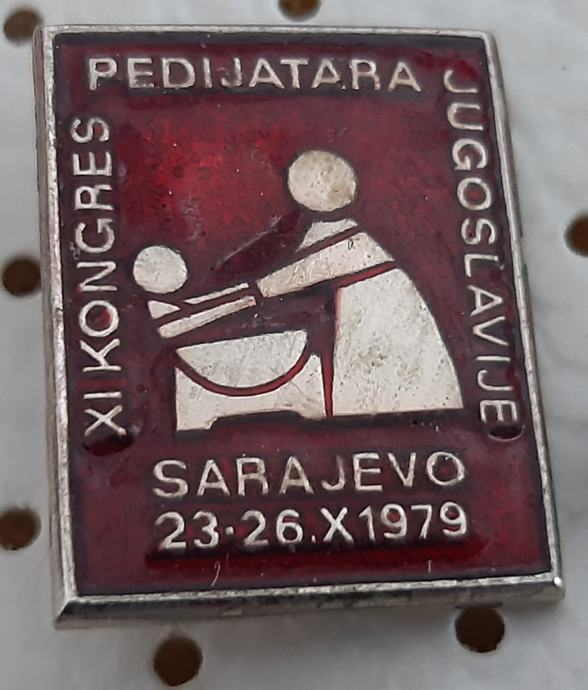 XI KONGRES
PEDIJATARA
JUGOSLAVIJE
SARAJEVO
23-26.X1979